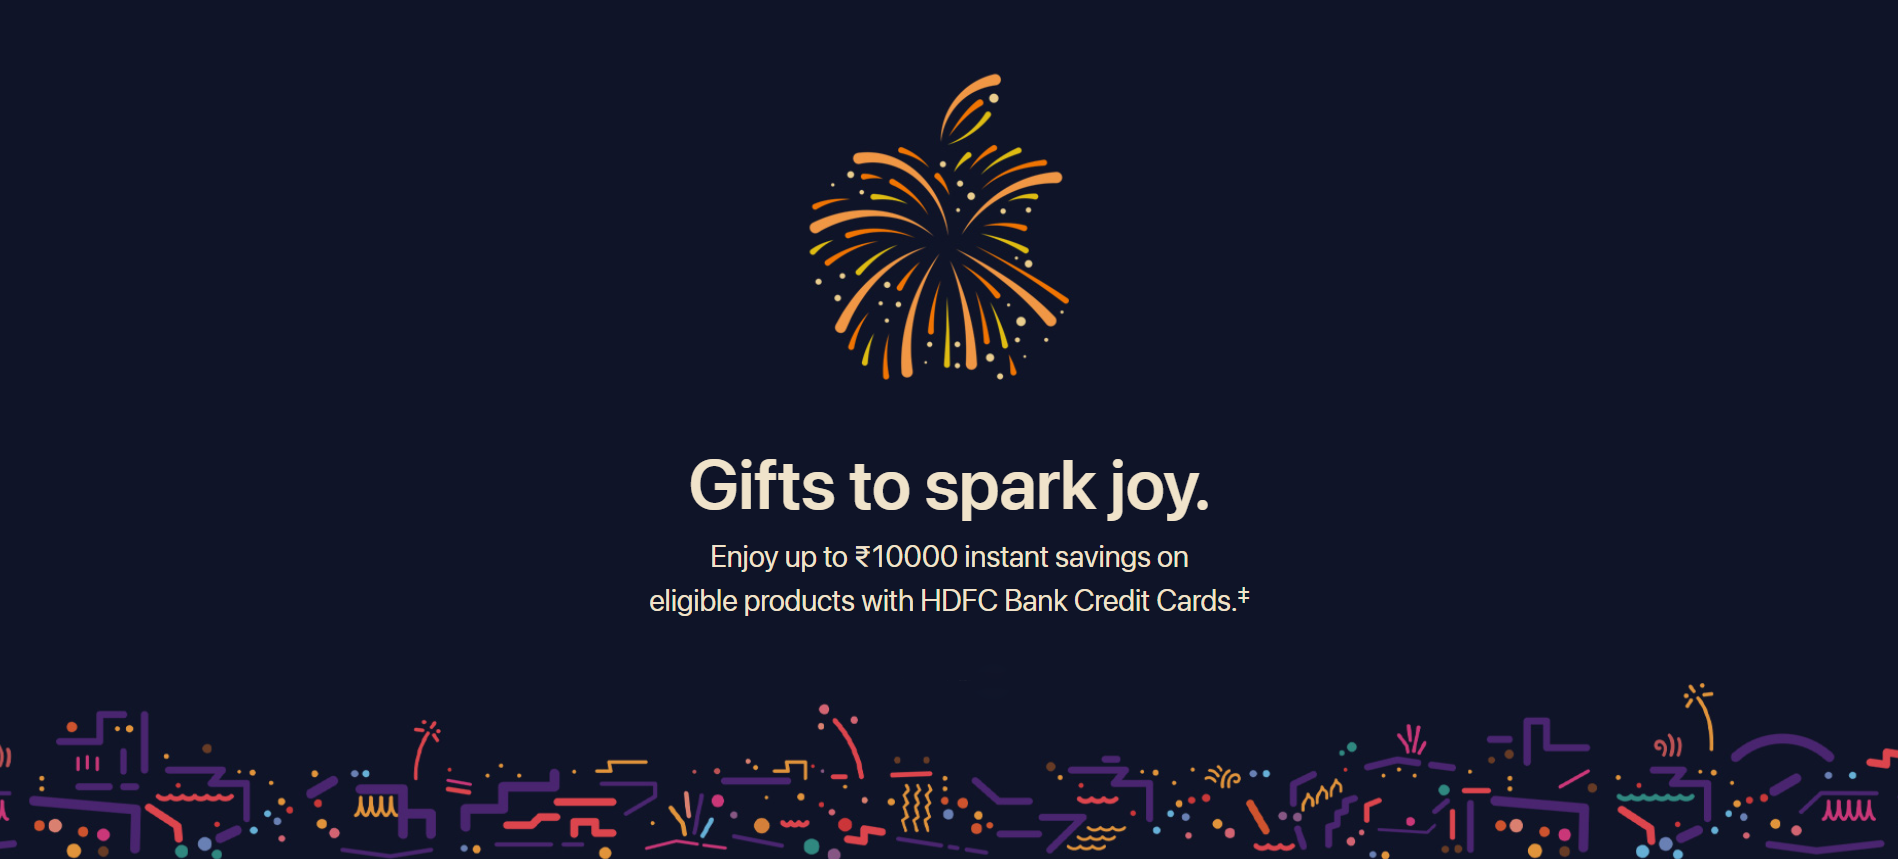 Gifts to spark joy.
Enjoy up to ₹10000 instant savings on
eligible products with HDFC Bank Credit Cards.‡